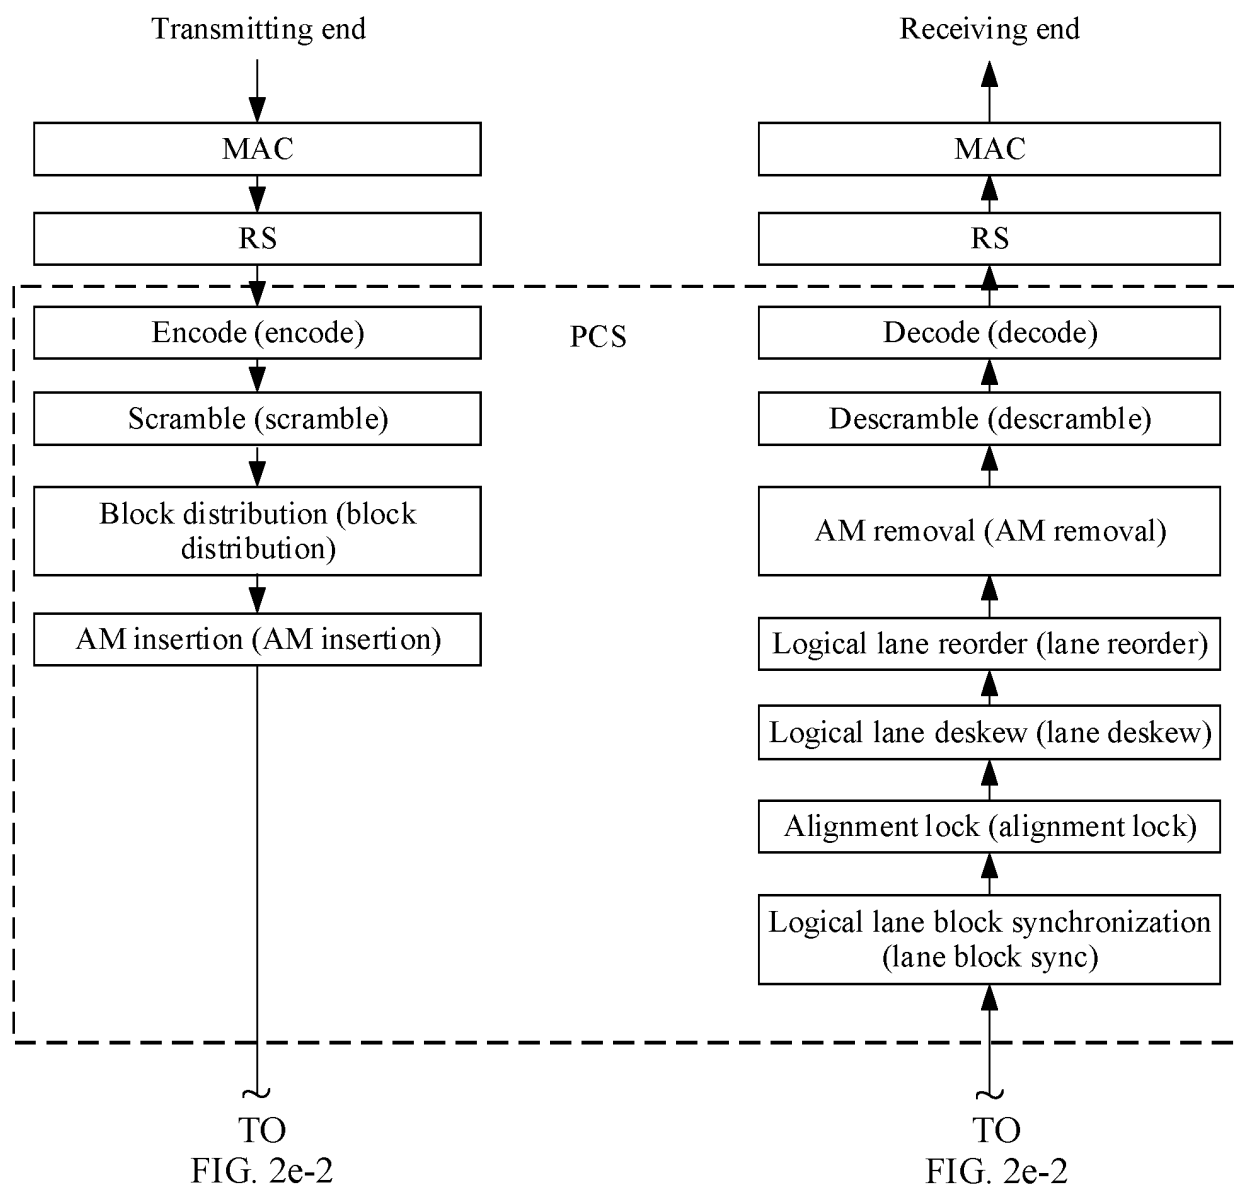 Transmitting end
MAC
RS
Encode (encode)
Scramble (scramble)
Block distribution (block
distribution)
AM insertion (AM insertion)
TO
FIG. 2e-2
PCS
Receiving end
MAC
RS
Decode (decode)
Descramble (descramble)
AM removal (AM removal)
Logical lane reorder (lane reorder)
Logical lane deskew (lane deskew)
Alignment lock (alignment lock)
Logical lane block synchronization
(lane block sync)
TO
FIG. 2e-2